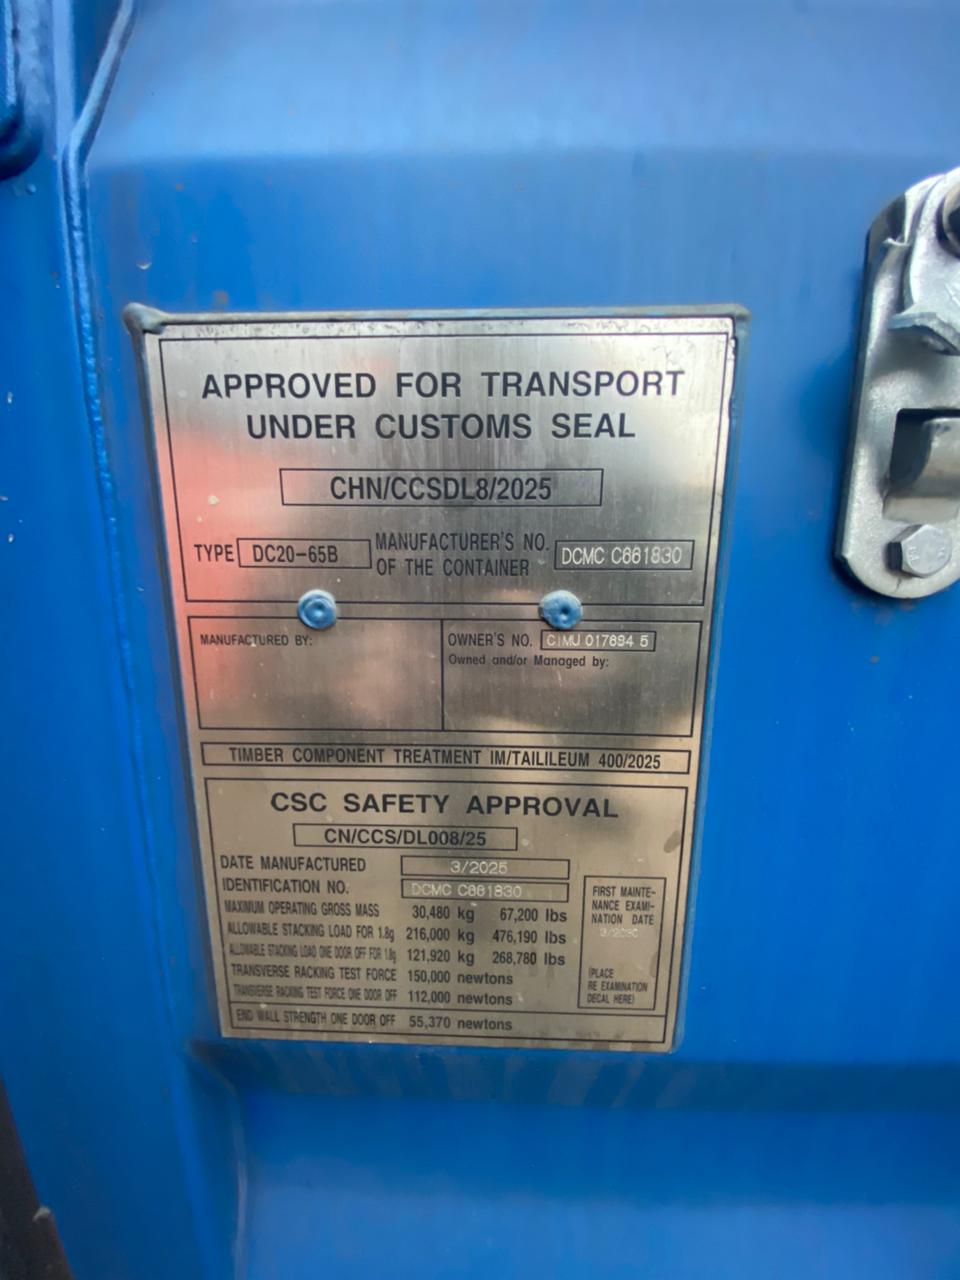 APPROVED FOR TRANSPORT
UNDER CUSTOMS SEAL
CHN/CCSDL8/2025
TYPE DC20-65B MANUFACTURER'S NO. OF THE CONTAINER DCMC C661830
MANUFACTURED BY:
OWNER'S NO. CIMU 017694 5
Owned and/or Managed by:
TIMBER COMPONENT TREATMENT IM/TAILILEUM 400/2025
CSC SAFETY APPROVAL
CN/CCS/DL008/25
DATE MANUFACTURED 3/2025
IDENTIFICATION NO. DCMC C661830
MAXIMUM OPERATING GROSS MASS 30,480 kg 67,200 lbs
ALLOWABLE STACKING LOAD FOR 1.8g 216,000 kg 476,190 lbs
ALLOWABLE STACKING LOAD ONE DOOR OFF FOR 1.8g 121,920 kg 268,780 lbs
TRANSVERSE RACKING TEST FORCE 150,000 newtons
TRANSVERSE RACKING TEST FORCE ONE DOOR OFF 112,000 newtons
END WALL STRENGTH ONE DOOR OFF 55,370 newtons
FIRST MAINTE-
NANCE EXAMI-
NATION DATE
3/2030
(PLACE
RE EXAMINATION
DECAL HERE)